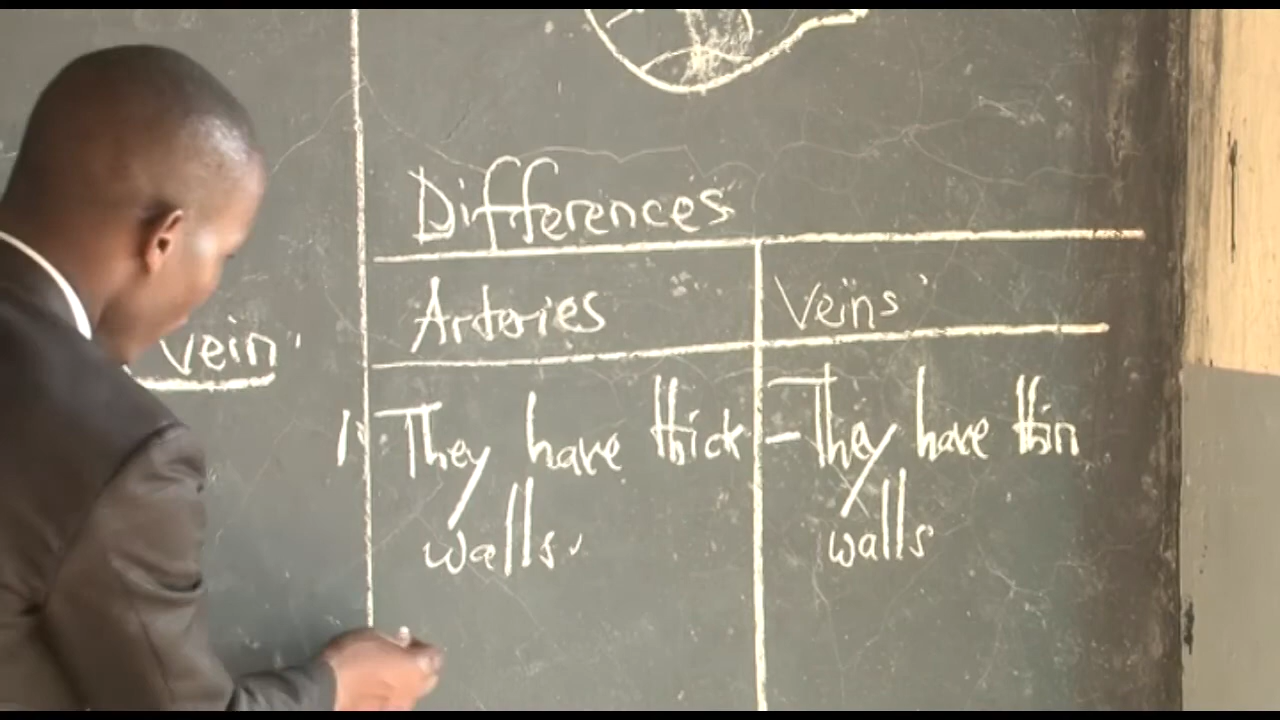 vein
Differences
Arteries
Veins
1. They have thick
walls.
- They have thin
walls